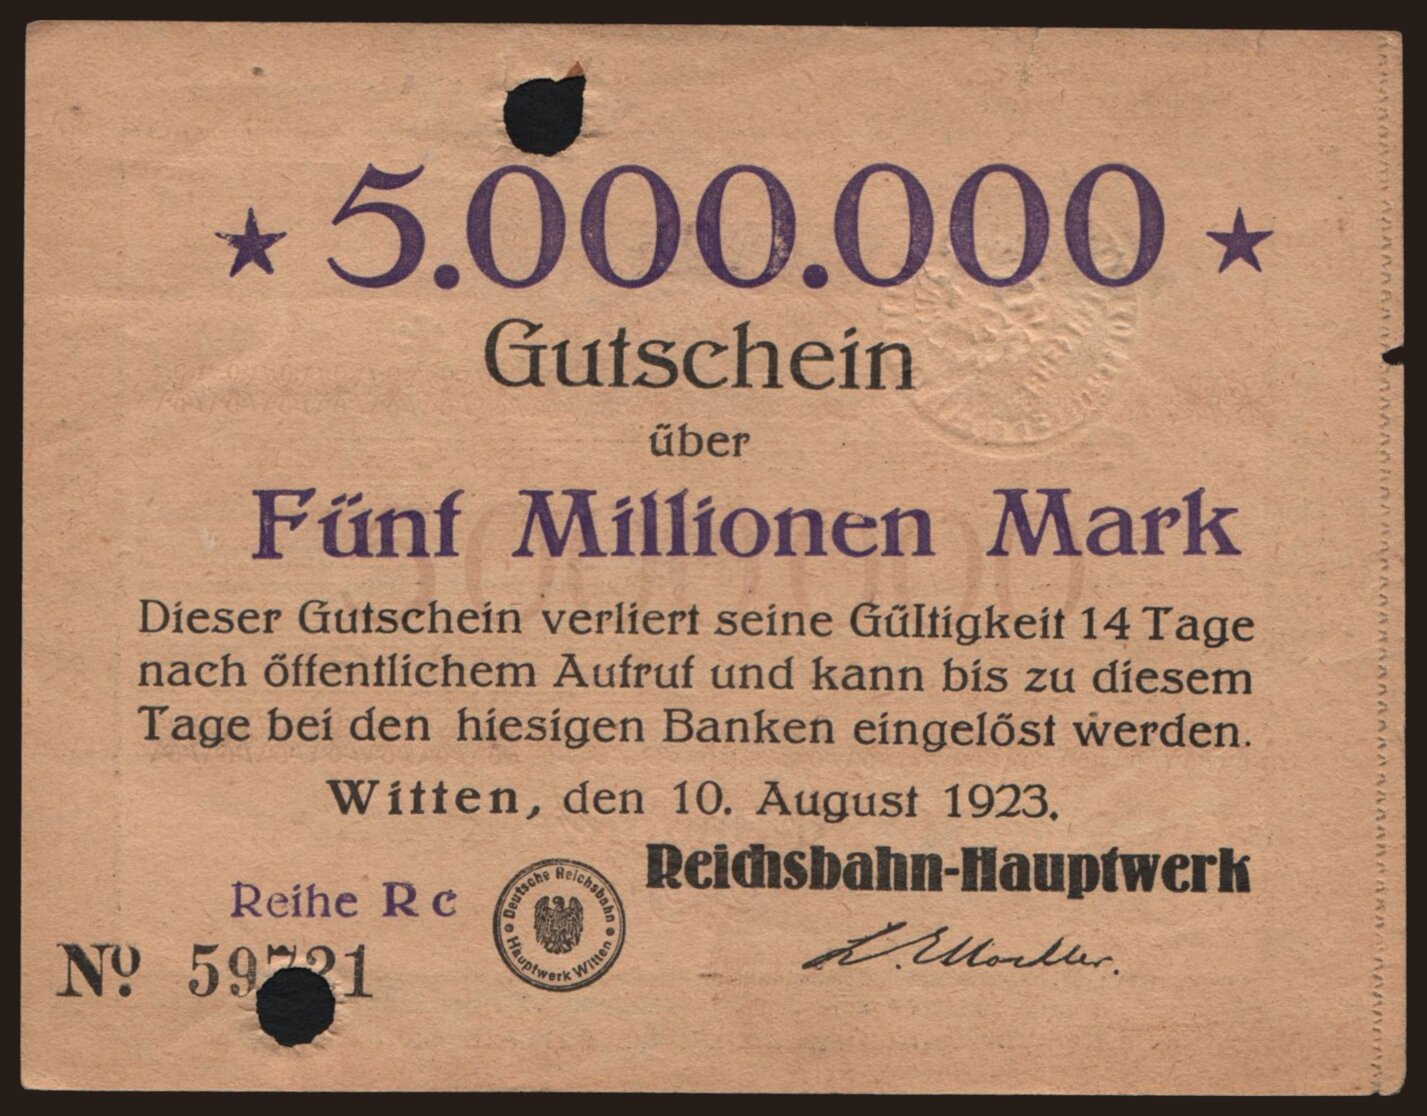 ★ 5.000.000 ★
Gutschein
über
Fünf Millionen Mark
Dieser Gutschein verliert seine Gültigkeit 14 Tage
nach öffentlichem Aufruf und kann bis zu diesem
Tage bei den hiesigen Banken eingelöst werden.
Witten, den 10. August 1923.
Reichsbahn-Hauptwerk
Reihe Rc
Deutsche Reichsbahn
Hauptwerk Witten
Nº